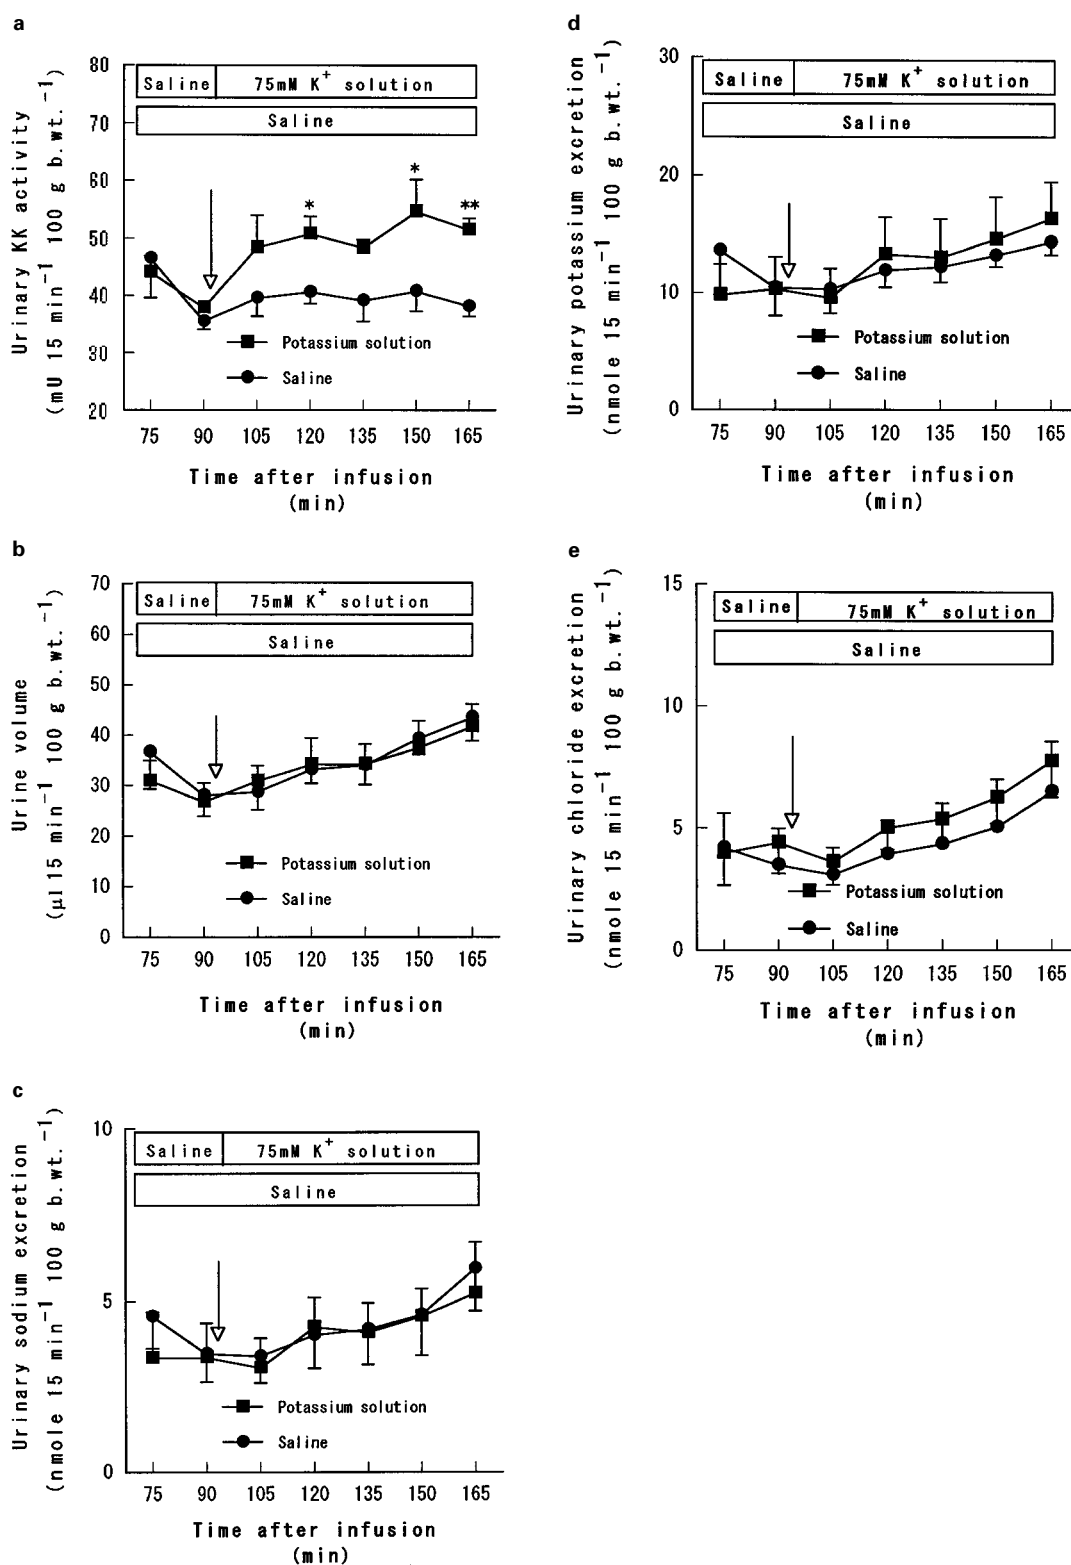 a
Urinary KK activity
(mU 15 min⁻¹ 100 g b.wt.⁻¹)
80
70
60
50
40
30
20
Saline
75mM K⁺ solution
Saline
*
*
**
Potassium solution
Saline
75 90 105 120 135 150 165
Time after infusion
(min)
b
Urine volume
(μl 15 min⁻¹ 100 g b.wt.⁻¹)
70
60
50
40
30
20
10
0
Saline
75mM K⁺ solution
Saline
Potassium solution
Saline
75 90 105 120 135 150 165
Time after infusion
(min)
c
Urinary sodium excretion
(nmole 15 min⁻¹ 100 g b.wt.⁻¹)
10
5
0
Saline
75mM K⁺ solution
Saline
Potassium solution
Saline
75 90 105 120 135 150 165
Time after infusion
(min)
d
Urinary potassium excretion
(nmole 15 min⁻¹ 100 g b.wt.⁻¹)
30
20
10
0
Saline
75mM K⁺ solution
Saline
Potassium solution
Saline
75 90 105 120 135 150 165
Time after infusion
(min)
e
Urinary chloride excretion
(nmole 15 min⁻¹ 100 g b.wt.⁻¹)
15
10
5
0
Saline
75mM K⁺ solution
Saline
Potassium solution
Saline
75 90 105 120 135 150 165
Time after infusion
(min)